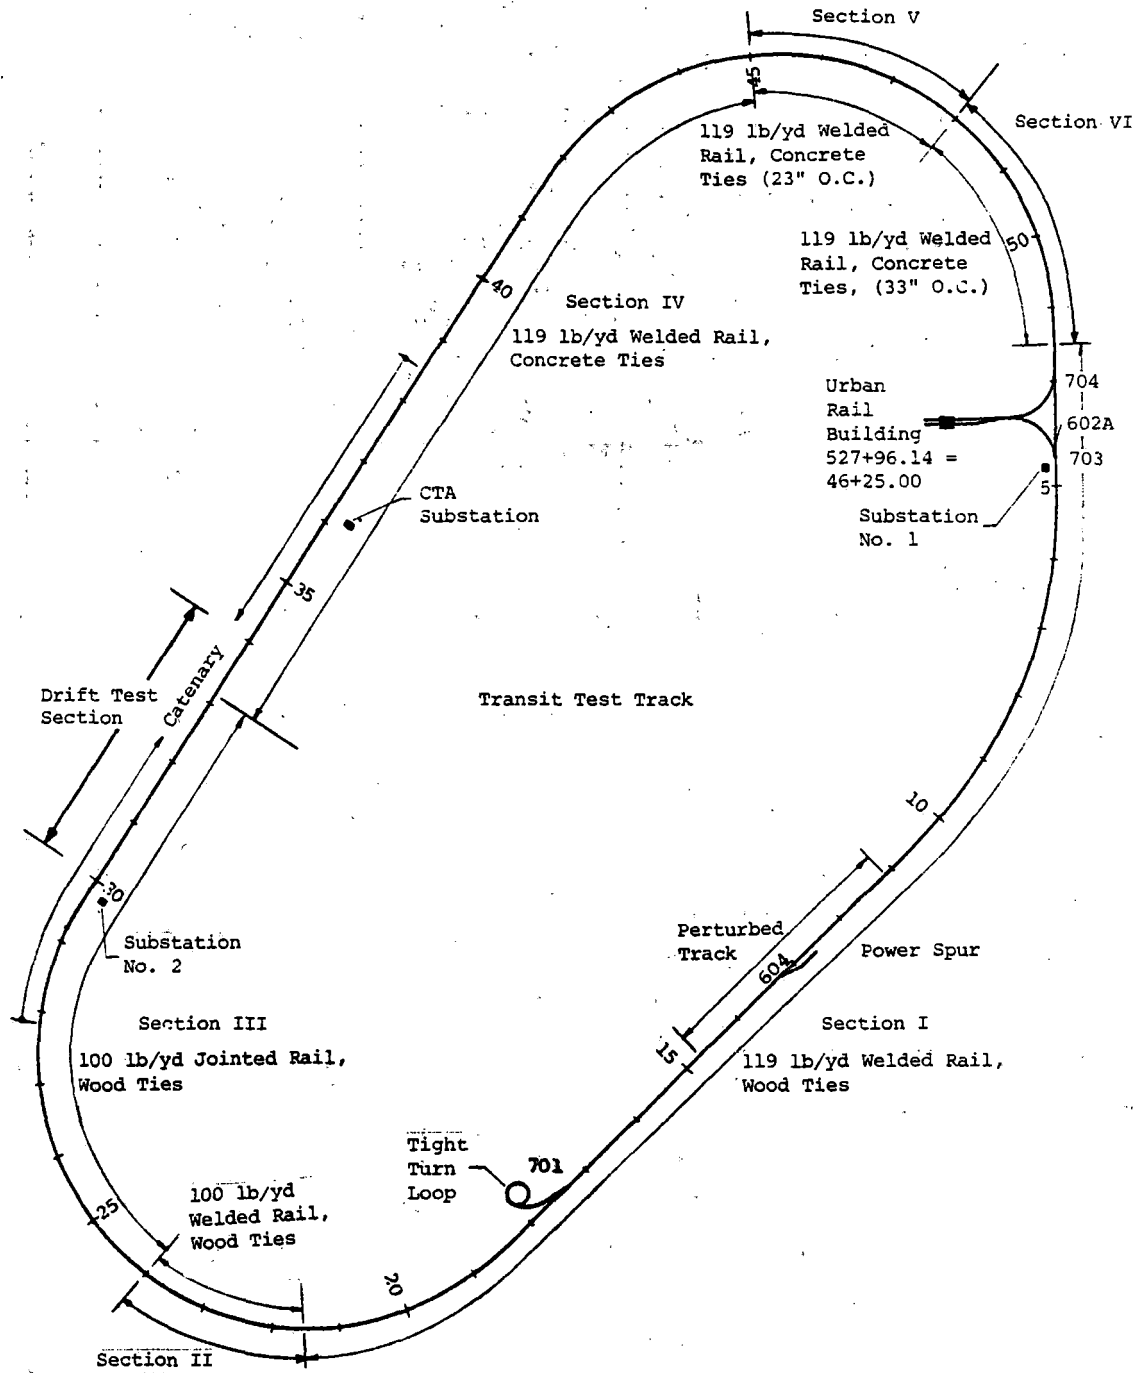 Section V
45
Section VI
119 lb/yd Welded
Rail, Concrete
Ties (23" O.C.)
119 lb/yd Welded
Rail, Concrete
Ties, (33" O.C.)
50
40
Section IV
119 lb/yd Welded Rail,
Concrete Ties
Urban
Rail
Building
527+96.14 =
46+25.00
704
602A
703
5
Substation
No. 1
CTA
Substation
35
Drift Test
Section
Catenary
Transit Test Track
10
30
Substation
No. 2
Perturbed
Track
604
Power Spur
Section III
100 lb/yd Jointed Rail,
Wood Ties
15
Section I
119 lb/yd Welded Rail,
Wood Ties
Tight
Turn
Loop
701
25
100 lb/yd
Welded Rail,
Wood Ties
20
Section II